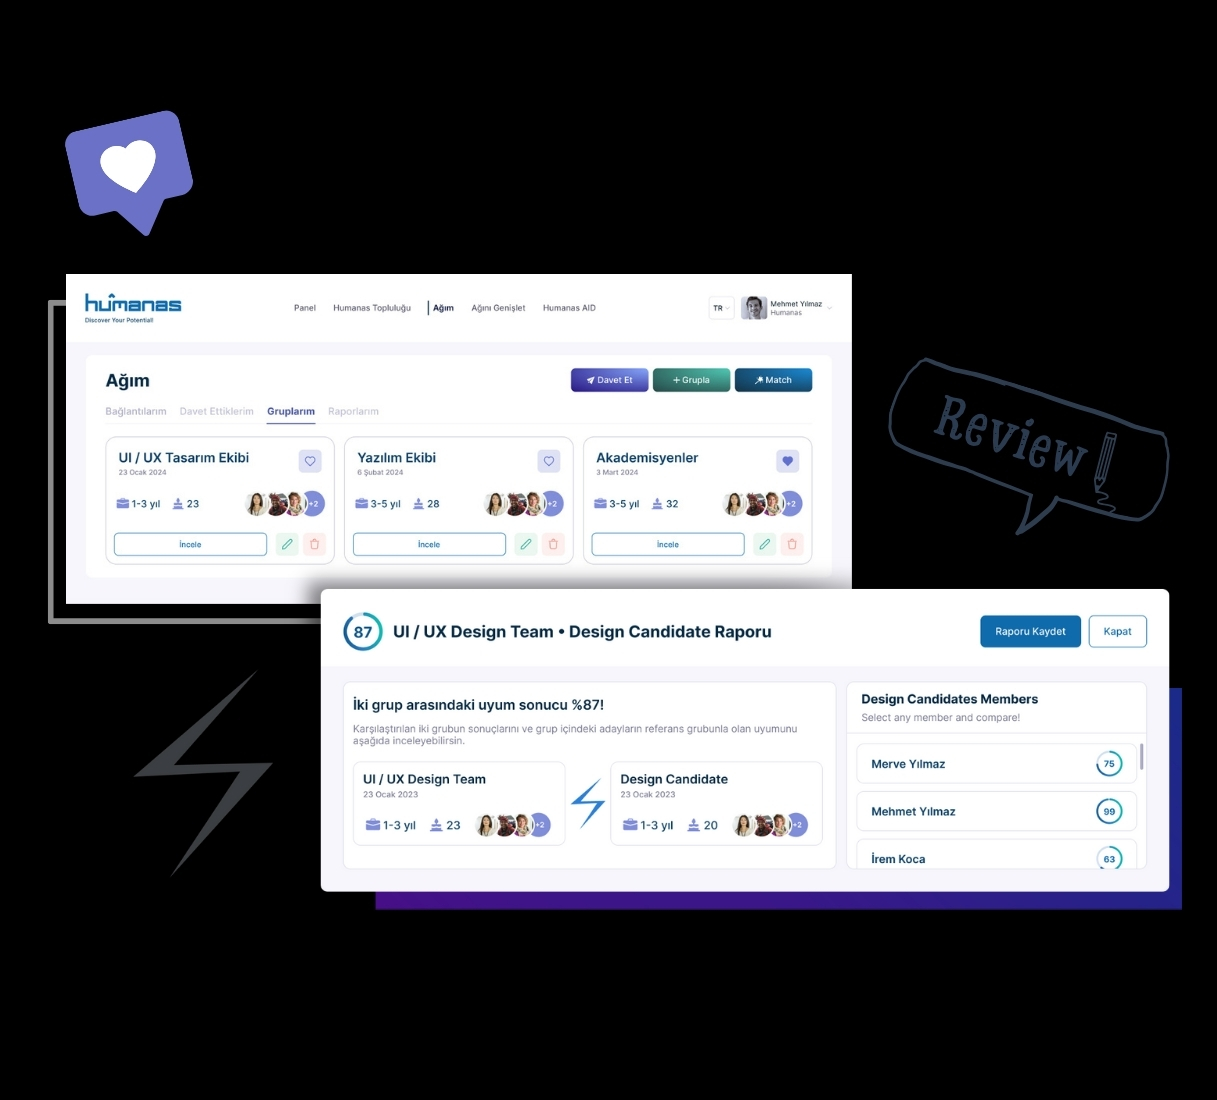 humanas
Discover Your Potential!
Panel Humanas Topluluğu Ağım Ağını Genişlet Humanas AID
TR
Mehmet Yılmaz
Humanas
Ağım
Davet Et + Grupla Match
Bağlantılarım Davet Ettiklerim Gruplarım Raporlarım
UI / UX Tasarım Ekibi
23 Ocak 2024
1-3 yıl 23 +2
İncele
Yazılım Ekibi
6 Şubat 2024
3-5 yıl 28 +2
İncele
Akademisyenler
3 Mart 2024
3-5 yıl 32 +2
İncele
Review
87 UI / UX Design Team • Design Candidate Raporu
Raporu Kaydet Kapat
İki grup arasındaki uyum sonucu %87!
Karşılaştırılan iki grubun sonuçlarını ve grup içindeki adayların referans grubunla olan uyumunu
aşağıda inceleyebilirsin.
UI / UX Design Team
23 Ocak 2023
1-3 yıl 23 +2
Design Candidate
23 Ocak 2023
1-3 yıl 20 +2
Design Candidates Members
Select any member and compare!
Merve Yılmaz 75
Mehmet Yılmaz 99
İrem Koca 63